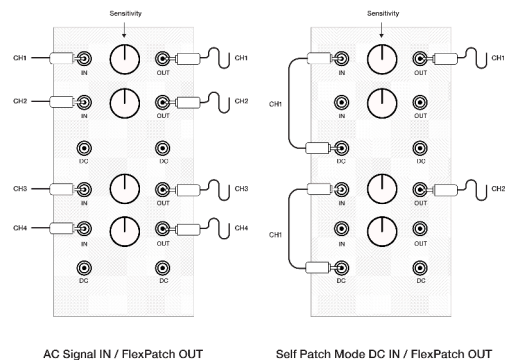 Sensitivity
Sensitivity
CH1
IN
OUT
CH1
CH2
IN
OUT
CH2
DC
DC
CH3
IN
OUT
CH3
CH4
IN
OUT
CH4
DC
DC
IN
OUT
CH1
CH1
IN
OUT
DC
DC
IN
OUT
CH2
CH1
IN
OUT
DC
DC
AC Signal IN / FlexPatch OUT
Self Patch Mode DC IN / FlexPatch OUT